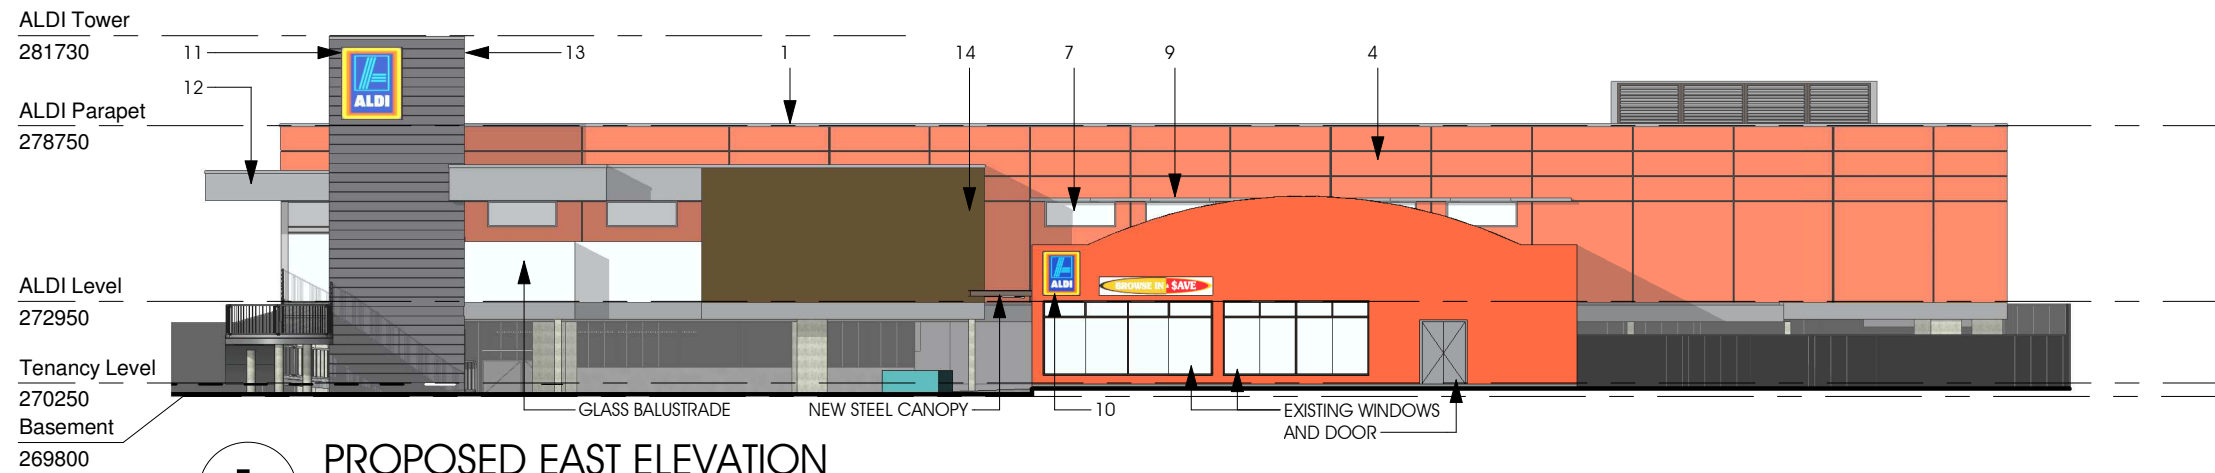 ALDI Tower
281730
11
13
1
14
7
9
4
12
ALDI
ALDI Parapet
278750
ALDI Level
272950
ALDI
BROWSE IN & SAVE
Tenancy Level
270250
GLASS BALUSTRADE
NEW STEEL CANOPY
10
EXISTING WINDOWS
AND DOOR
Basement
269800
PROPOSED EAST ELEVATION